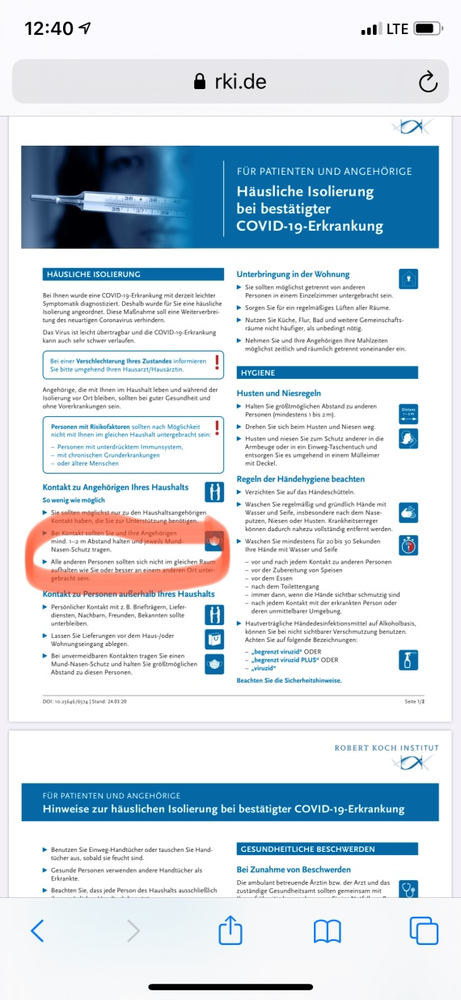 12:40
LTE
rki.de
FÜR PATIENTEN UND ANGEHÖRIGE
Häusliche Isolierung
bei bestätigter
COVID-19-Erkrankung
36 38 40
35 37 39
HÄUSLICHE ISOLIERUNG
Bei Ihnen wurde eine COVID-19-Erkrankung mit derzeit leichter
Symptomatik diagnostiziert. Deshalb wurde für Sie eine häusliche
Isolierung angeordnet. Diese Maßnahme soll eine Weiterverbrei-
tung des neuartigen Coronavirus verhindern.
Das Virus ist leicht übertragbar und die COVID-19-Erkrankung
kann auch sehr schwer verlaufen.
Bei einer Verschlechterung Ihres Zustandes informieren
Sie bitte umgehend Ihren Hausarzt/Hausärztin.
!
Angehörige, die mit Ihnen im Haushalt leben und während der
Isolierung vor Ort bleiben, sollten bei guter Gesundheit und
ohne Vorerkrankungen sein.
Personen mit Risikofaktoren sollten nach Möglichkeit
nicht mit Ihnen im gleichen Haushalt untergebracht sein:
!
– Personen mit unterdrücktem Immunsystem,
– mit chronischen Grunderkrankungen
– oder ältere Menschen
Kontakt zu Angehörigen Ihres Haushalts
So wenig wie möglich
Sie sollten möglichst nur zu den Haushaltsangehörigen
Kontakt haben, die Sie zur Unterstützung benötigen.
Bei Kontakt sollten Sie und Ihre Angehörigen
mind. 1–2 m Abstand halten und jeweils Mund-
Nasen-Schutz tragen.
Alle anderen Personen sollten sich nicht im gleichen Raum
aufhalten wie Sie oder besser an einem anderen Ort unter-
gebracht sein.
Kontakt zu Personen außerhalb Ihres Haushalts
Persönlicher Kontakt mit z. B. Briefträgern, Liefer-
diensten, Nachbarn, Freunden, Bekannten sollte
unterbleiben.
Lassen Sie Lieferungen vor dem Haus-/oder
Wohnungseingang ablegen.
Bei unvermeidbaren Kontakten tragen Sie einen
Mund-Nasen-Schutz und halten Sie größtmöglichen
Abstand zu diesen Personen.
Unterbringung in der Wohnung
Sie sollten möglichst getrennt von anderen
Personen in einem Einzelzimmer untergebracht sein.
Sorgen Sie für ein regelmäßiges Lüften aller Räume.
Nutzen Sie Küche, Flur, Bad und weitere Gemeinschafts-
räume nicht häufiger, als unbedingt nötig.
Nehmen Sie und Ihre Angehörigen Ihre Mahlzeiten
möglichst zeitlich und räumlich getrennt voneinander ein.
HYGIENE
Husten und Niesregeln
Halten Sie größtmöglichen Abstand zu anderen
Personen (mindestens 1 bis 2 m).
Distanz
1–2 m
Drehen Sie sich beim Husten und Niesen weg.
Husten und niesen Sie zum Schutz anderer in die
Armbeuge oder in ein Einweg-Taschentuch und
entsorgen Sie es umgehend in einem Mülleimer
mit Deckel.
Regeln der Händehygiene beachten
Verzichten Sie auf das Händeschütteln.
Waschen Sie regelmäßig und gründlich Hände mit
Wasser und Seife, insbesondere nach dem Nase-
putzen, Niesen oder Husten. Krankheitserreger
können dadurch nahezu vollständig entfernt werden.
Waschen Sie mindestens für 20 bis 30 Sekunden
Ihre Hände mit Wasser und Seife
– vor und nach jedem Kontakt zu anderen Personen
– vor der Zubereitung von Speisen
– vor dem Essen
– nach dem Toilettengang
– immer dann, wenn die Hände sichtbar schmutzig sind
– nach jedem Kontakt mit der erkrankten Person oder
deren unmittelbarer Umgebung.
Hautverträgliche Händedesinfektionsmittel auf Alkoholbasis,
können Sie bei nicht sichtbarer Verschmutzung benutzen.
Achten Sie auf folgende Bezeichnungen:
– „begrenzt viruzid“ ODER
– „begrenzt viruzid PLUS“ ODER
– „viruzid“
Beachten Sie die Sicherheitshinweise.
DOI: 10.25646/6574 | Stand: 24.03.20
Seite 1/2
ROBERT KOCH INSTITUT
FÜR PATIENTEN UND ANGEHÖRIGE
Hinweise zur häuslichen Isolierung bei bestätigter COVID-19-Erkrankung
Benutzen Sie Einweg-Handtücher oder tauschen Sie Hand-
tücher aus, sobald sie feucht sind.
Gesunde Personen verwenden andere Handtücher als
Erkrankte.
Beachten Sie, dass jede Person des Haushalts ausschließlich
GESUNDHEITLICHE BESCHWERDEN
Bei Zunahme von Beschwerden
Die ambulant betreuende Ärztin bzw. der Arzt und das
zuständige Gesundheitsamt sollten gemeinsam mit